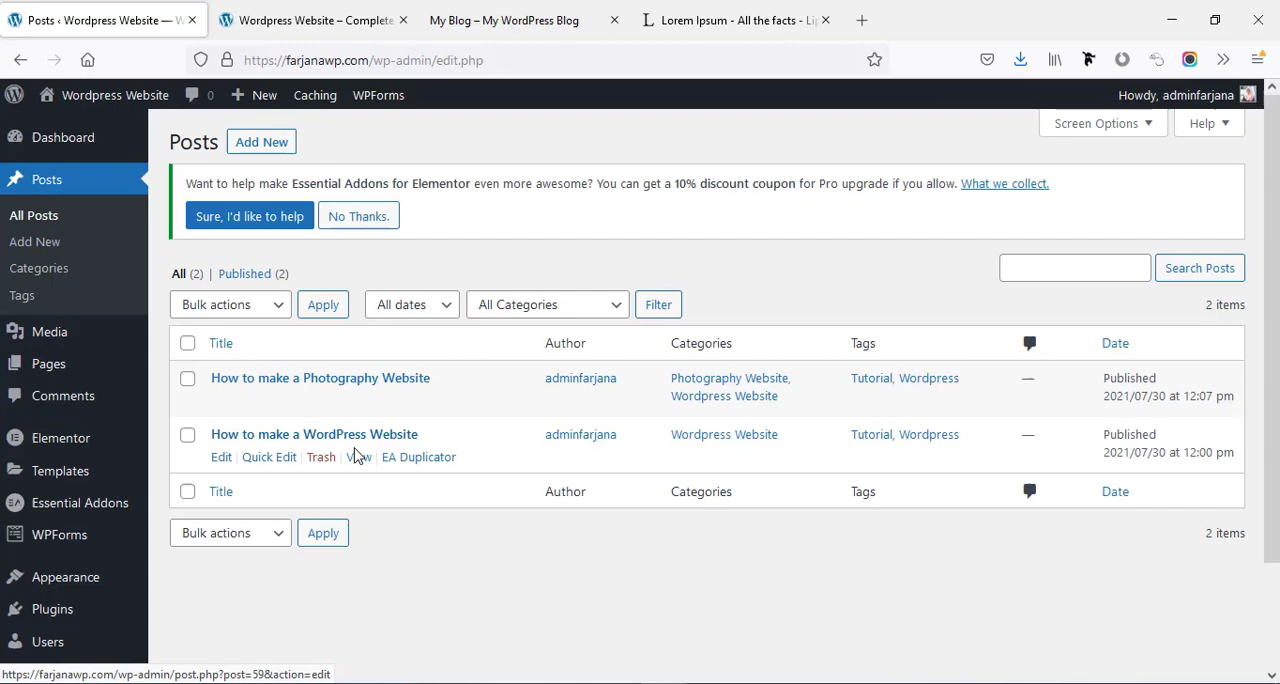 Posts ‹ Wordpress Website — W
WordPress Website – Complete
My Blog – My WordPress Blog
Lorem Ipsum - All the facts - Lip
https://farjanawp.com/wp-admin/edit.php
Wordpress Website 0 New Caching WPForms Howdy, adminfarjana
Dashboard
Posts
All Posts
Add New
Categories
Tags
Media
Pages
Comments
Elementor
Templates
Essential Addons
WPForms
Appearance
Plugins
Users
Screen Options Help
Posts Add New
Want to help make Essential Addons for Elementor even more awesome? You can get a 10% discount coupon for Pro upgrade if you allow. What we collect.
Sure, I'd like to help No Thanks.
All (2) | Published (2)
Search Posts
Bulk actions Apply All dates All Categories Filter 2 items
Title Author Categories Tags Date
How to make a Photography Website adminfarjana Photography Website, Tutorial, Wordpress — Published
Wordpress Website 2021/07/30 at 12:07 pm
How to make a WordPress Website adminfarjana Wordpress Website Tutorial, Wordpress — Published
Edit | Quick Edit | Trash | View | EA Duplicator 2021/07/30 at 12:00 pm
Title Author Categories Tags Date
Bulk actions Apply 2 items
https://farjanawp.com/wp-admin/post.php?post=59&action=edit